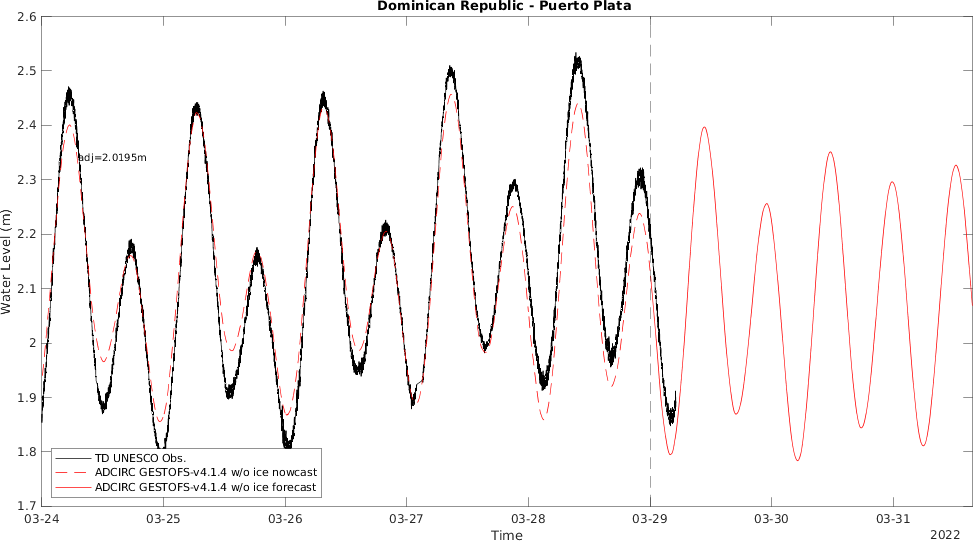 Dominican Republic - Puerto Plata
2.6
2.5
2.4
2.3
2.2
2.1
2
1.9
1.8
1.7
Water Level (m)
adj=2.0195m
TD UNESCO Obs.
ADCIRC GESTOFS-v4.1.4 w/o ice nowcast
ADCIRC GESTOFS-v4.1.4 w/o ice forecast
03-24 03-25 03-26 03-27 03-28 03-29 03-30 03-31
Time
2022